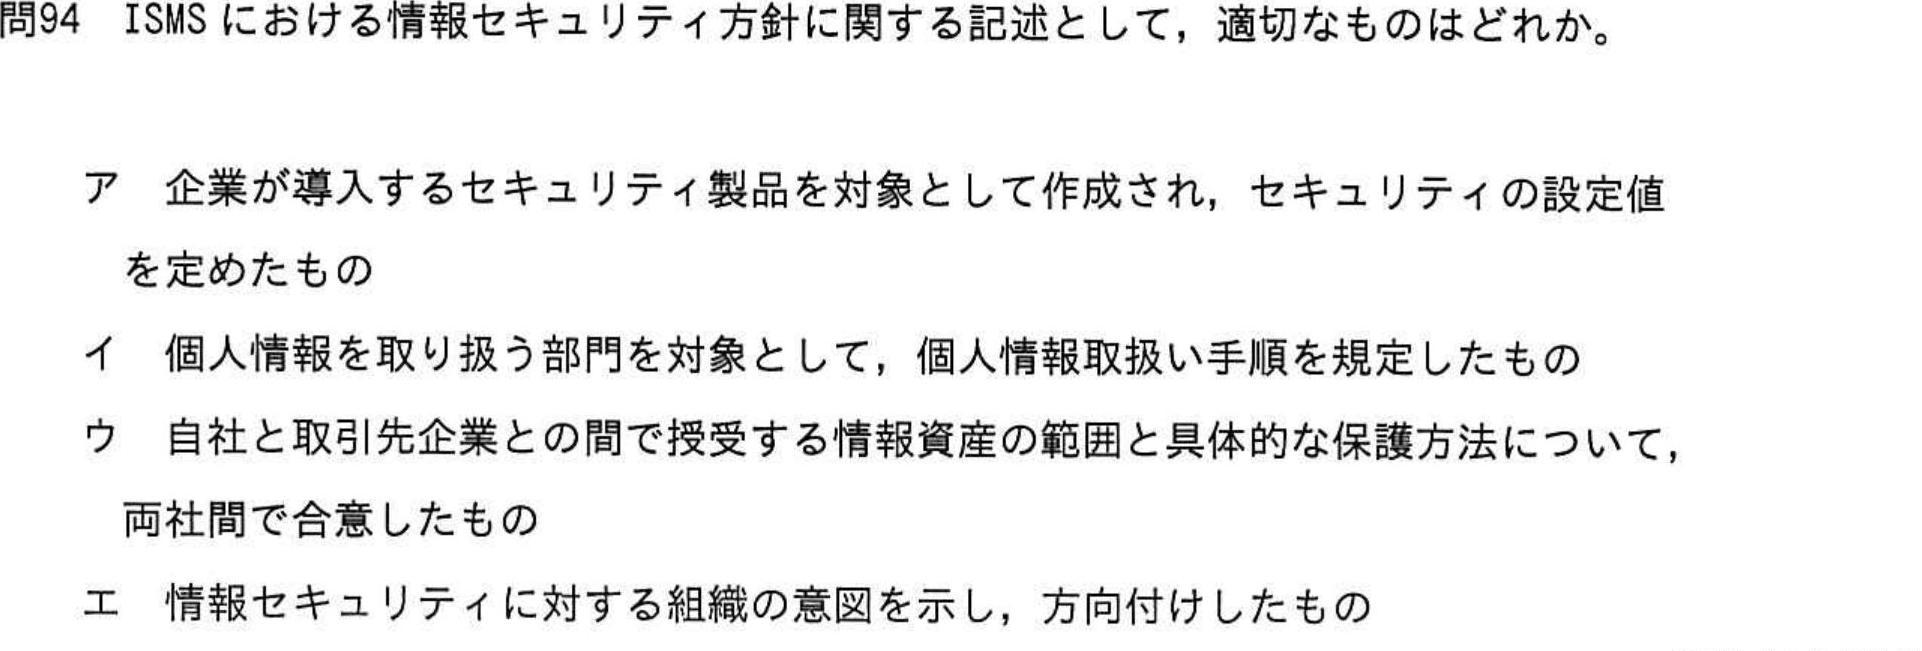 問94　ISMSにおける情報セキュリティ方針に関する記述として，適切なものはどれか。
ア　企業が導入するセキュリティ製品を対象として作成され，セキュリティの設定値
を定めたもの
イ　個人情報を取り扱う部門を対象として，個人情報取扱い手順を規定したもの
ウ　自社と取引先企業との間で授受する情報資産の範囲と具体的な保護方法について，
両社間で合意したもの
エ　情報セキュリティに対する組織の意図を示し，方向付けしたもの